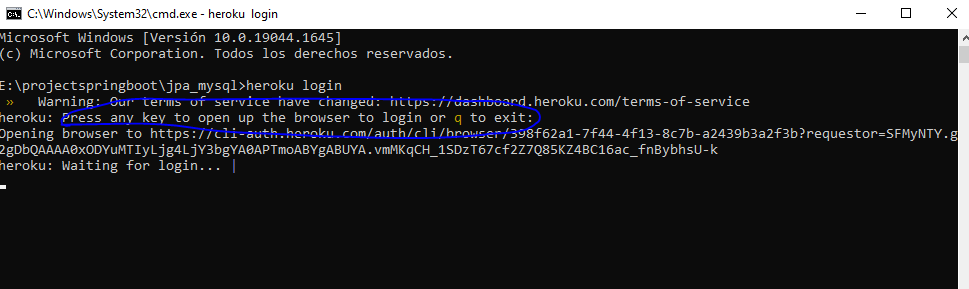 C:\Windows\System32\cmd.exe - heroku login
Microsoft Windows [Versión 10.0.19044.1645]
(c) Microsoft Corporation. Todos los derechos reservados.
E:\projectspringboot\jpa_mysql>heroku login
» Warning: Our terms of service have changed: https://dashboard.heroku.com/terms-of-service
heroku: Press any key to open up the browser to login or q to exit:
Opening browser to https://cli-auth.heroku.com/auth/cli/browser/398f62a1-7f44-4f13-8c7b-a2439b3a2f3b?requestor=SFMyNTY.g
2gDbQAAAA0xODYuMTIyLjg4LjY3bgYA0APTmoABYgABUYA.vmMKqCH_1SDzT67cf2Z7Q85KZ4BC16ac_fnBybhsU-k
heroku: Waiting for login... |